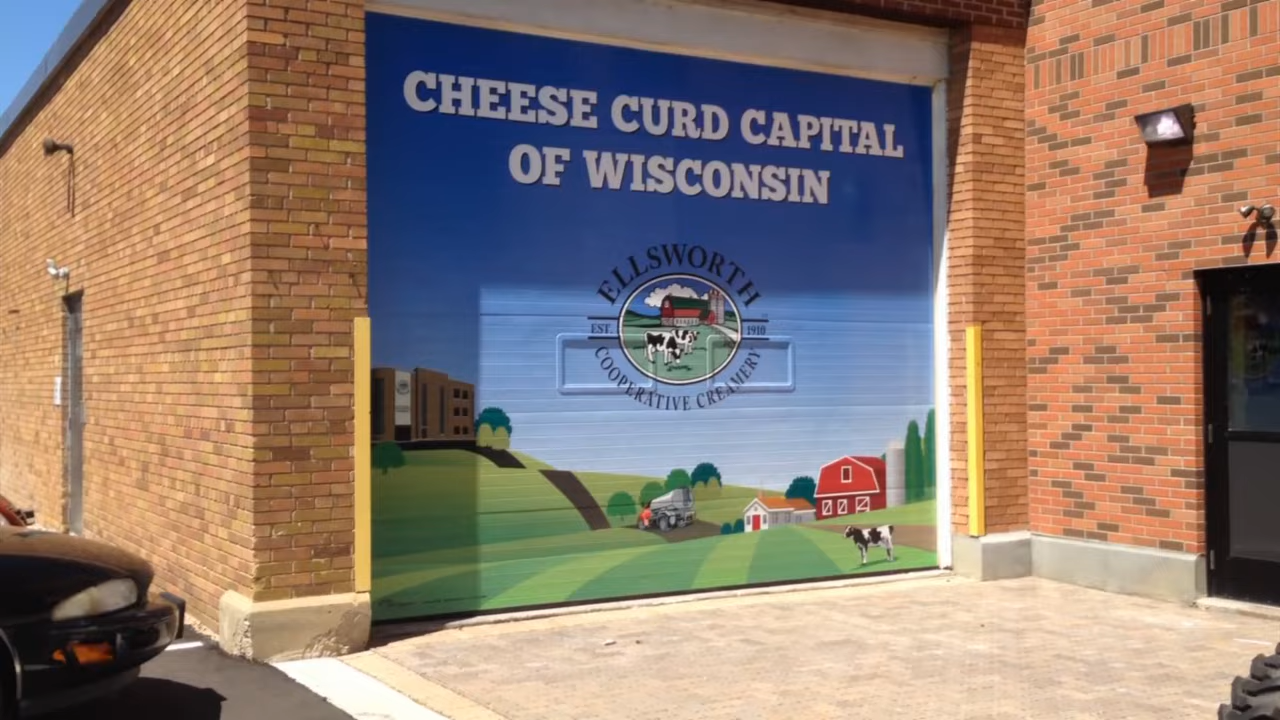 CHEESE CURD CAPITAL
OF WISCONSIN
ELLSWORTH
EST. 1910
COOPERATIVE CREAMERY